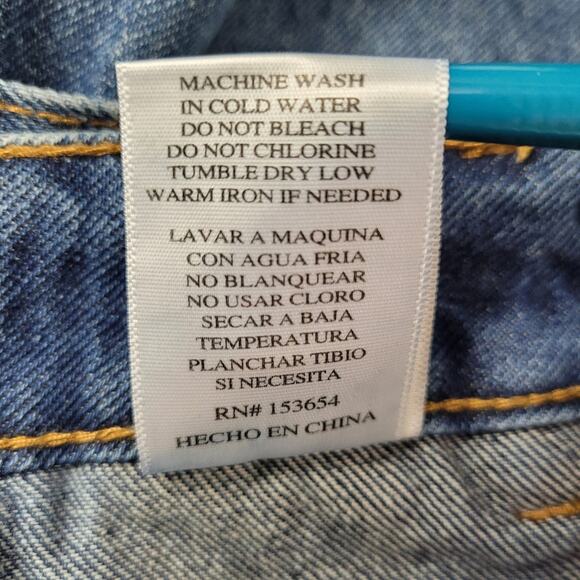 MACHINE WASH
IN COLD WATER
DO NOT BLEACH
DO NOT CHLORINE
TUMBLE DRY LOW
WARM IRON IF NEEDED
LAVAR A MAQUINA
CON AGUA FRIA
NO BLANQUEAR
NO USAR CLORO
SECAR A BAJA
TEMPERATURA
PLANCHAR TIBIO
SI NECESITA
RN# 153654
HECHO EN CHINA